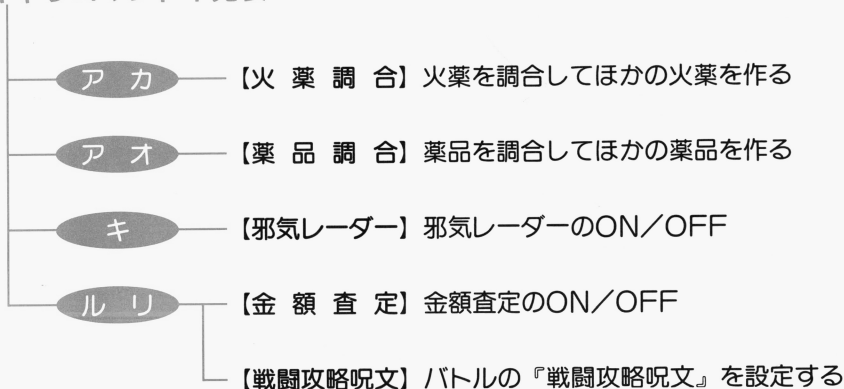 アカ 【火薬調合】 火薬を調合してほかの火薬を作る
アオ 【薬品調合】 薬品を調合してほかの薬品を作る
キ 【邪気レーダー】 邪気レーダーのON／OFF
ルリ 【金額査定】 金額査定のON／OFF
【戦闘攻略呪文】 バトルの『戦闘攻略呪文』を設定する